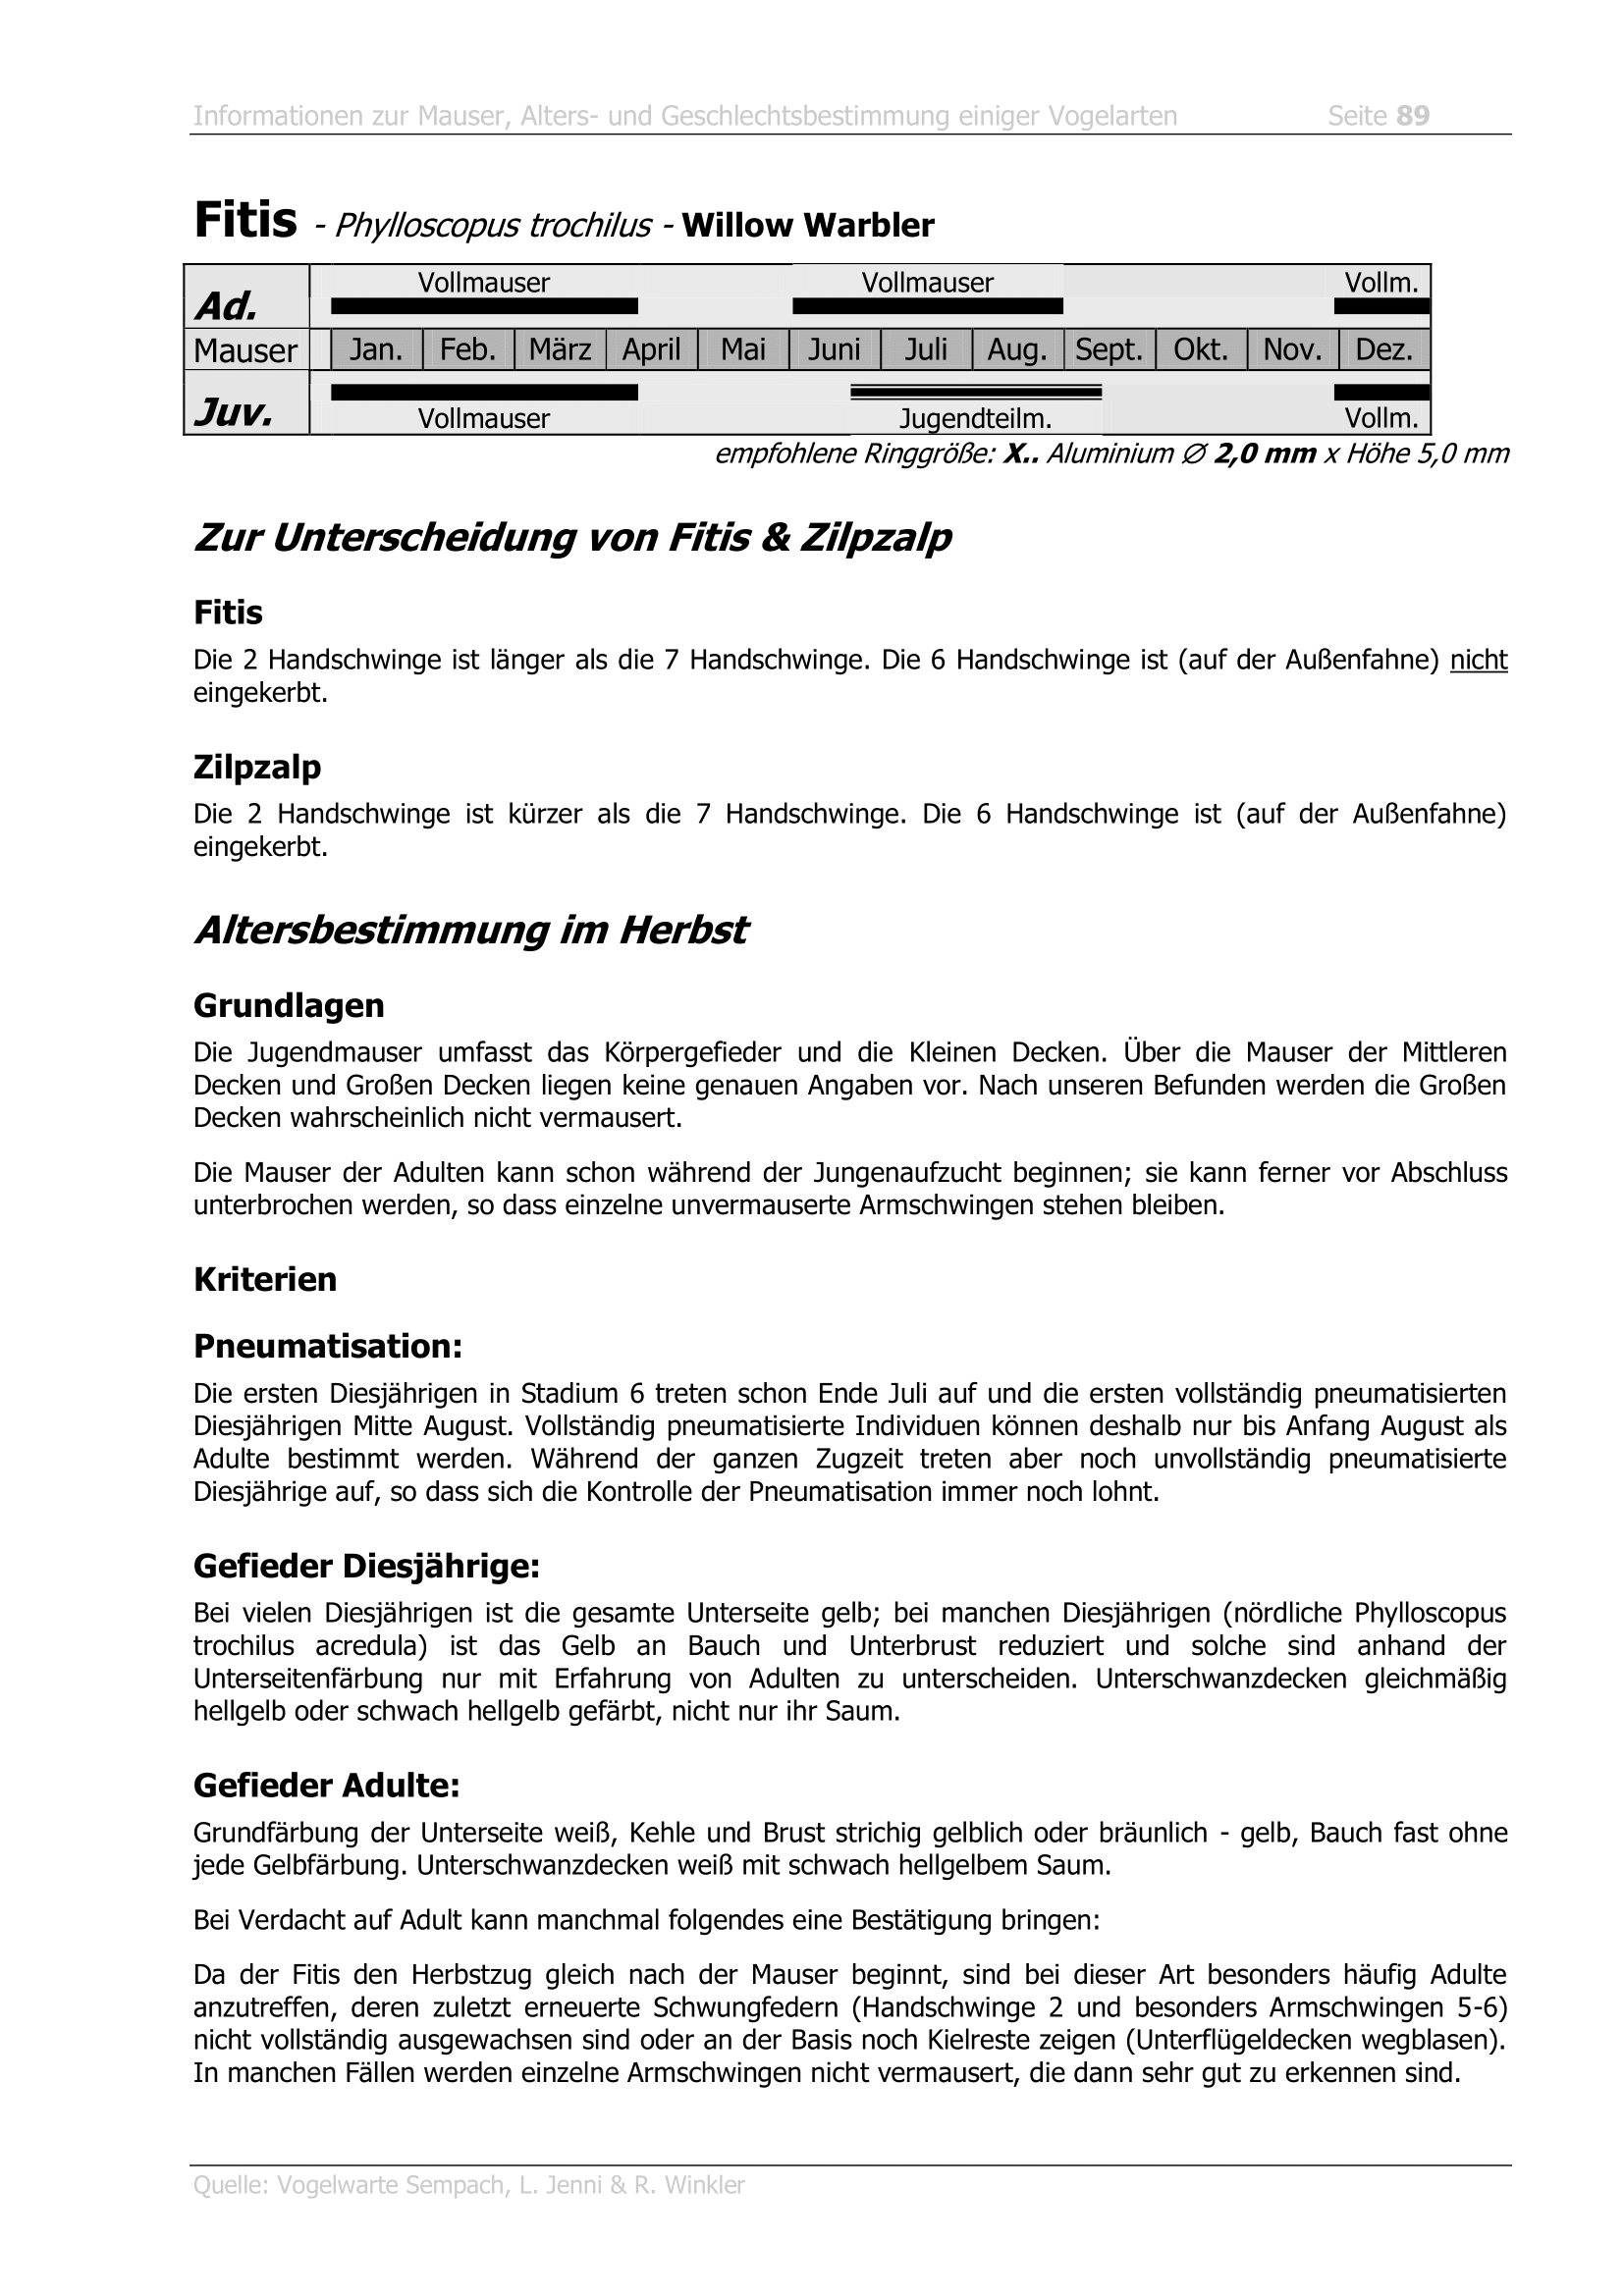 Informationen zur Mauser, Alters- und Geschlechtsbestimmung einiger Vogelarten Seite 89
Fitis - Phylloscopus trochilus - Willow Warbler
Vollmauser Vollmauser Vollm.
Ad.
Mauser Jan. Feb. März April Mai Juni Juli Aug. Sept. Okt. Nov. Dez.
Juv.
Vollmauser Jugendteilm. Vollm.
empfohlene Ringgröße: X.. Aluminium ∅ 2,0 mm x Höhe 5,0 mm
Zur Unterscheidung von Fitis & Zilpzalp
Fitis
Die 2 Handschwinge ist länger als die 7 Handschwinge. Die 6 Handschwinge ist (auf der Außenfahne) nicht
eingekerbt.
Zilpzalp
Die 2 Handschwinge ist kürzer als die 7 Handschwinge. Die 6 Handschwinge ist (auf der Außenfahne)
eingekerbt.
Altersbestimmung im Herbst
Grundlagen
Die Jugendmauser umfasst das Körpergefieder und die Kleinen Decken. Über die Mauser der Mittleren
Decken und Großen Decken liegen keine genauen Angaben vor. Nach unseren Befunden werden die Großen
Decken wahrscheinlich nicht vermausert.
Die Mauser der Adulten kann schon während der Jungenaufzucht beginnen; sie kann ferner vor Abschluss
unterbrochen werden, so dass einzelne unvermauserte Armschwingen stehen bleiben.
Kriterien
Pneumatisation:
Die ersten Diesjährigen in Stadium 6 treten schon Ende Juli auf und die ersten vollständig pneumatisierten
Diesjährigen Mitte August. Vollständig pneumatisierte Individuen können deshalb nur bis Anfang August als
Adulte bestimmt werden. Während der ganzen Zugzeit treten aber noch unvollständig pneumatisierte
Diesjährige auf, so dass sich die Kontrolle der Pneumatisation immer noch lohnt.
Gefieder Diesjährige:
Bei vielen Diesjährigen ist die gesamte Unterseite gelb; bei manchen Diesjährigen (nördliche Phylloscopus
trochilus acredula) ist das Gelb an Bauch und Unterbrust reduziert und solche sind anhand der
Unterseitenfärbung nur mit Erfahrung von Adulten zu unterscheiden. Unterschwanzdecken gleichmäßig
hellgelb oder schwach hellgelb gefärbt, nicht nur ihr Saum.
Gefieder Adulte:
Grundfärbung der Unterseite weiß, Kehle und Brust strichig gelblich oder bräunlich - gelb, Bauch fast ohne
jede Gelbfärbung. Unterschwanzdecken weiß mit schwach hellgelbem Saum.
Bei Verdacht auf Adult kann manchmal folgendes eine Bestätigung bringen:
Da der Fitis den Herbstzug gleich nach der Mauser beginnt, sind bei dieser Art besonders häufig Adulte
anzutreffen, deren zuletzt erneuerte Schwungfedern (Handschwinge 2 und besonders Armschwingen 5-6)
nicht vollständig ausgewachsen sind oder an der Basis noch Kielreste zeigen (Unterflügeldecken wegblasen).
In manchen Fällen werden einzelne Armschwingen nicht vermausert, die dann sehr gut zu erkennen sind.
Quelle: Vogelwarte Sempach, L. Jenni & R. Winkler